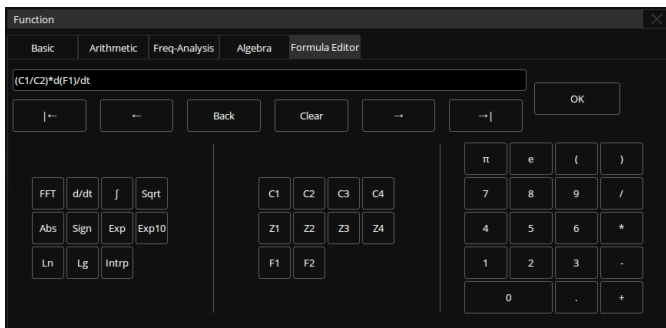 Function
Basic Arithmetic Freq-Analysis Algebra Formula Editor
(C1/C2)*d(F1)/dt
OK
|← ← Back Clear → →|
π e ( )
FFT d/dt ∫ Sqrt C1 C2 C3 C4 7 8 9 /
Abs Sign Exp Exp10 Z1 Z2 Z3 Z4 4 5 6 *
Ln Lg Intrp F1 F2 1 2 3 -
0 . +